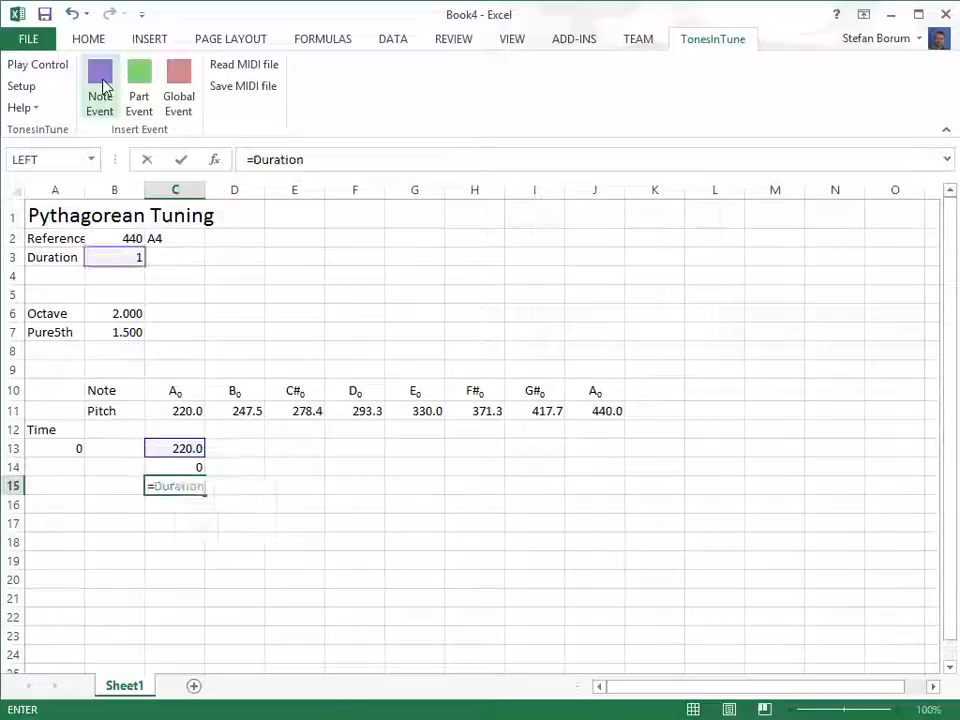 Book4 - Excel
FILE HOME INSERT PAGE LAYOUT FORMULAS DATA REVIEW VIEW ADD-INS TEAM TonesInTune Stefan Borum
Play Control
Setup
Help
TonesInTune
Note Event
Part Event
Global Event
Insert Event
Read MIDI file
Save MIDI file
LEFT fx =Duration
A B C D E F G H I J K L M N O
1 Pythagorean Tuning
2 Reference 440 A4
3 Duration 1
4
5
6 Octave 2.000
7 Pure5th 1.500
8
9
10 Note A₀ B₀ C#₀ D₀ E₀ F#₀ G#₀ A₀
11 Pitch 220.0 247.5 278.4 293.3 330.0 371.3 417.7 440.0
12 Time
13 0 220.0
14 0
15 =Duration
16
17
18
19
20
21
22
23
24
25
Sheet1
ENTER 100%